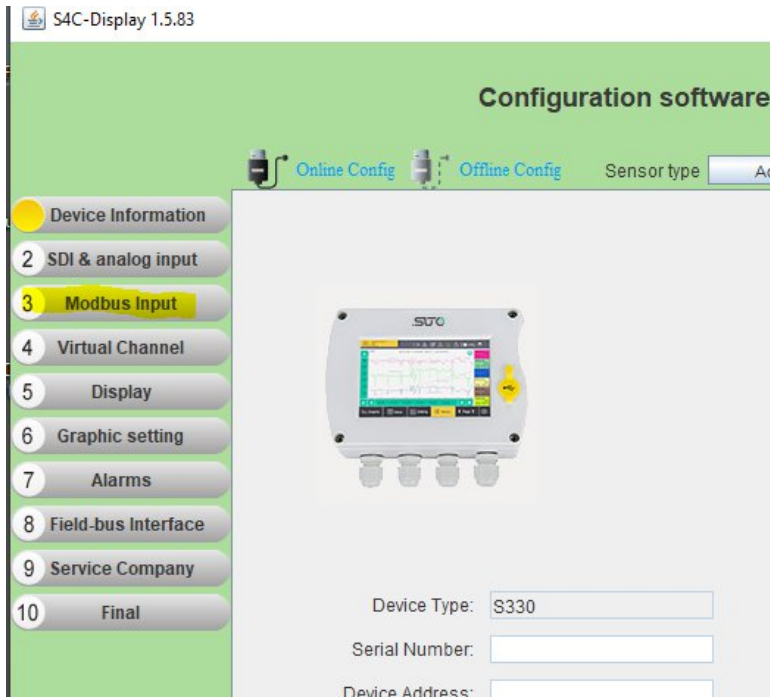 S4C-Display 1.5.83
Configuration software
Online Config Offline Config Sensor type
Device Information
2 SDI & analog input
3 Modbus Input
4 Virtual Channel
5 Display
6 Graphic setting
7 Alarms
8 Field-bus Interface
9 Service Company
10 Final
SUTO
Device Type: S330
Serial Number:
Device Address: